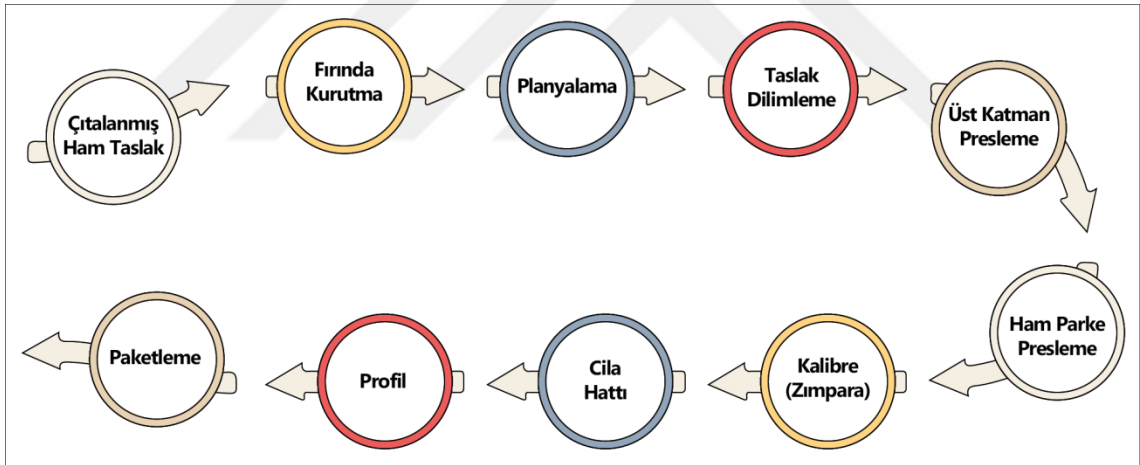 Çıtalanmış
Ham Taslak
Fırında
Kurutma
Planyalama
Taslak
Dilimleme
Üst Katman
Presleme
Ham Parke
Presleme
Kalibre
(Zımpara)
Cila
Hattı
Profil
Paketleme